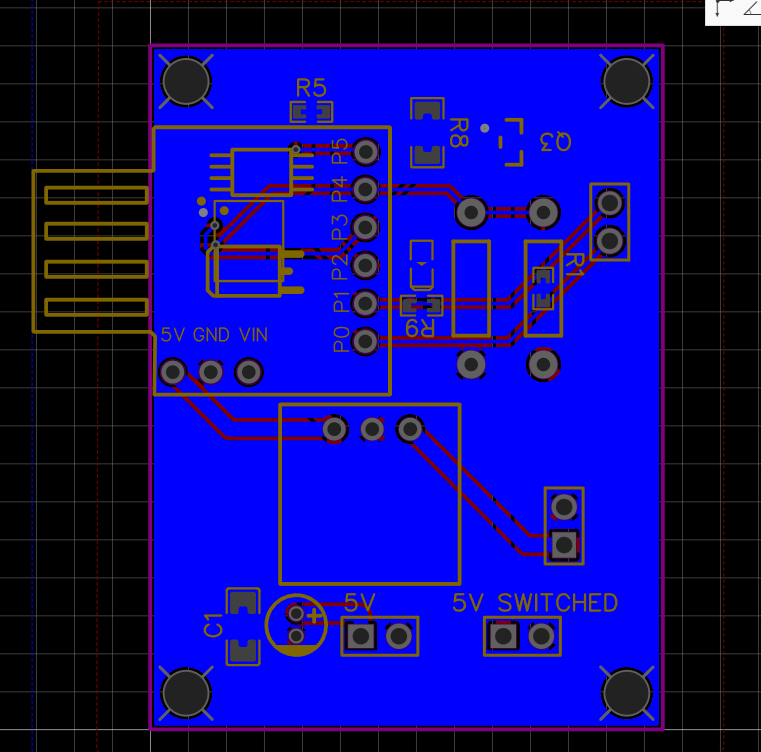 R5
R8
Q3
P5
P4
P3
P2
P1
P0
R1
R9
5V GND VIN
C1
+
5V
5V SWITCHED